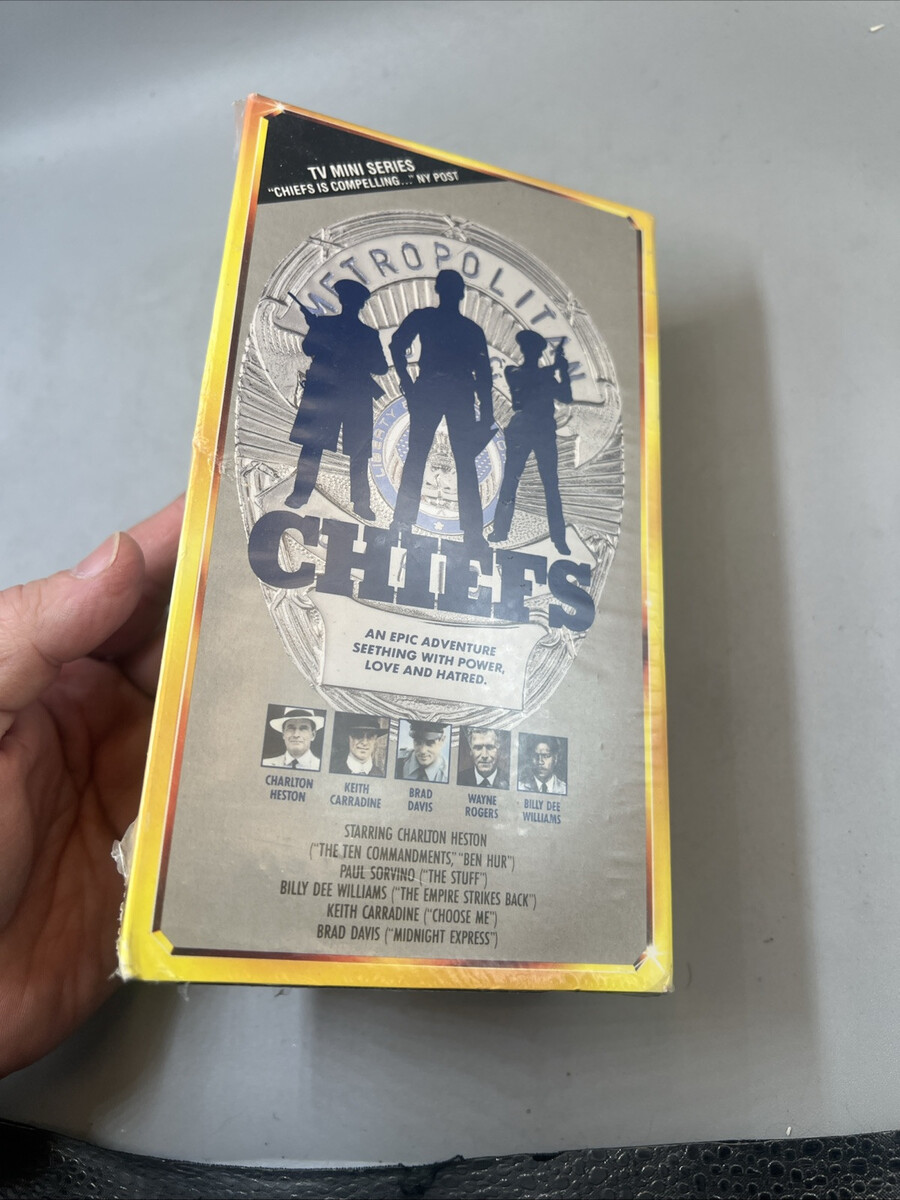 TV MINI SERIES
"CHIEFS IS COMPELLING..." NY POST
METROPOLITAN
LIBERTY
CHIEFS
AN EPIC ADVENTURE
SEETHING WITH POWER,
LOVE AND HATRED.
CHARLTON
HESTON
KEITH
CARRADINE
BRAD
DAVIS
WAYNE
ROGERS
BILLY DEE
WILLIAMS
STARRING CHARLTON HESTON
("THE TEN COMMANDMENTS," "BEN HUR")
PAUL SORVINO ("THE STUFF")
BILLY DEE WILLIAMS ("THE EMPIRE STRIKES BACK")
KEITH CARRADINE ("CHOOSE ME")
BRAD DAVIS ("MIDNIGHT EXPRESS")